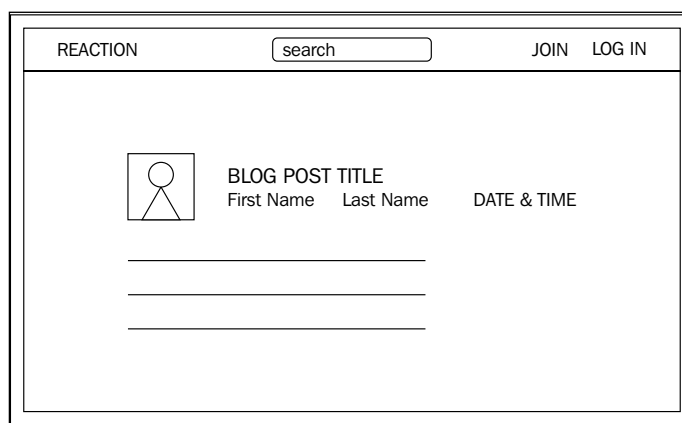 REACTION search JOIN LOG IN
BLOG POST TITLE
First Name Last Name DATE & TIME